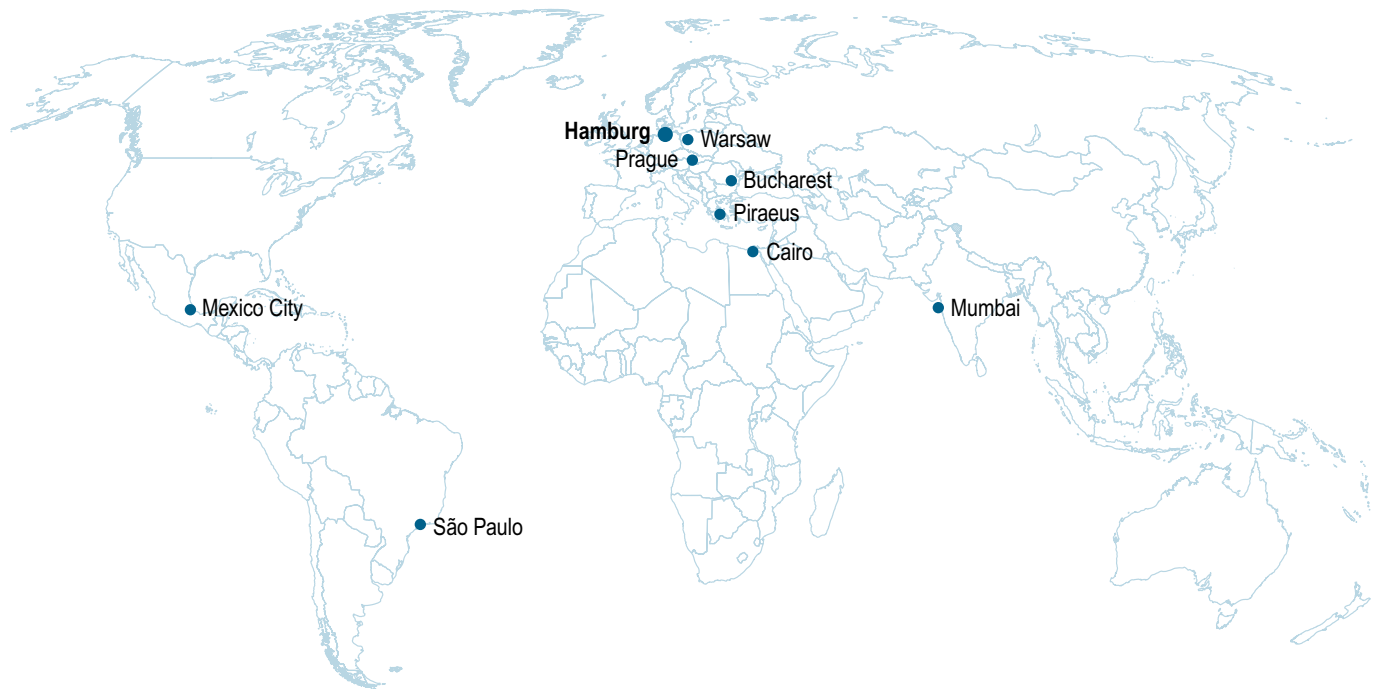 Hamburg
Warsaw
Prague
Bucharest
Piraeus
Cairo
Mexico City
Mumbai
São Paulo